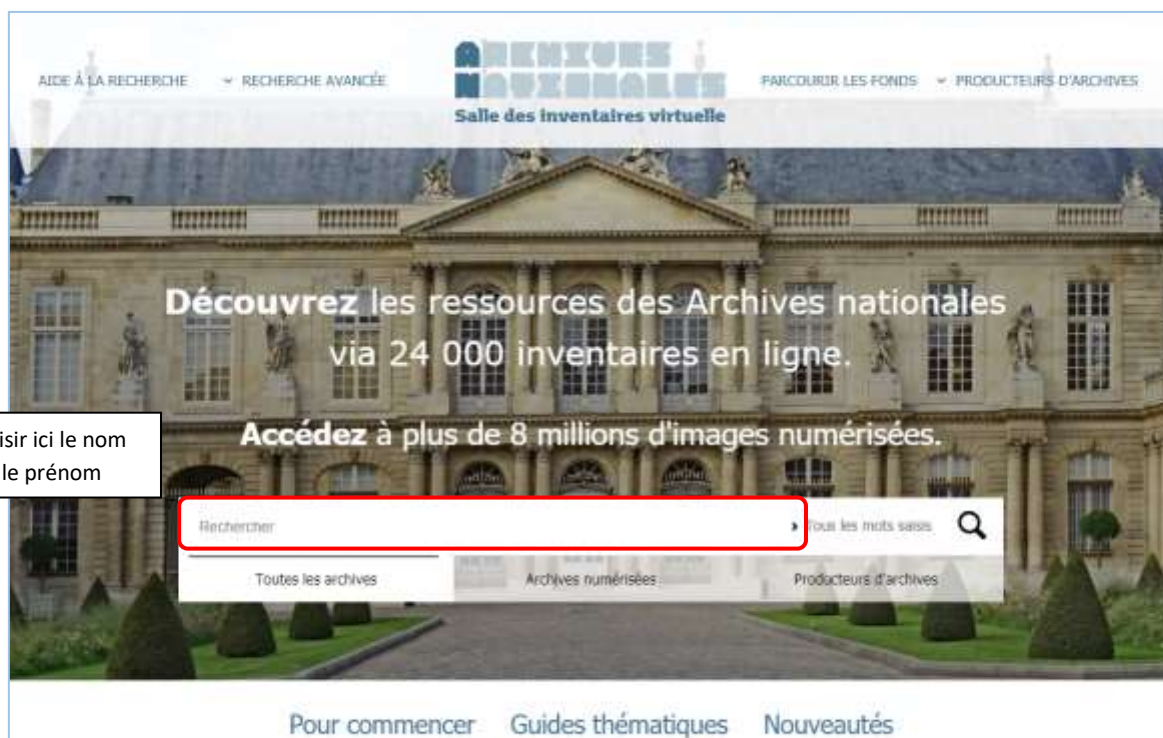 AIDE À LA RECHERCHE
RECHERCHE AVANCÉE
ARCHIVES
NATIONALES
Salle des inventaires virtuelle
PARCOURIR LES FONDS
PRODUCTEURS D'ARCHIVES
Découvrez les ressources des Archives nationales
via 24 000 inventaires en ligne.
Accédez à plus de 8 millions d'images numérisées.
ici le nom
le prénom
Rechercher
Tous les mots saisis
Toutes les archives
Archives numérisées
Producteurs d'archives
Pour commencer
Guides thématiques
Nouveautés